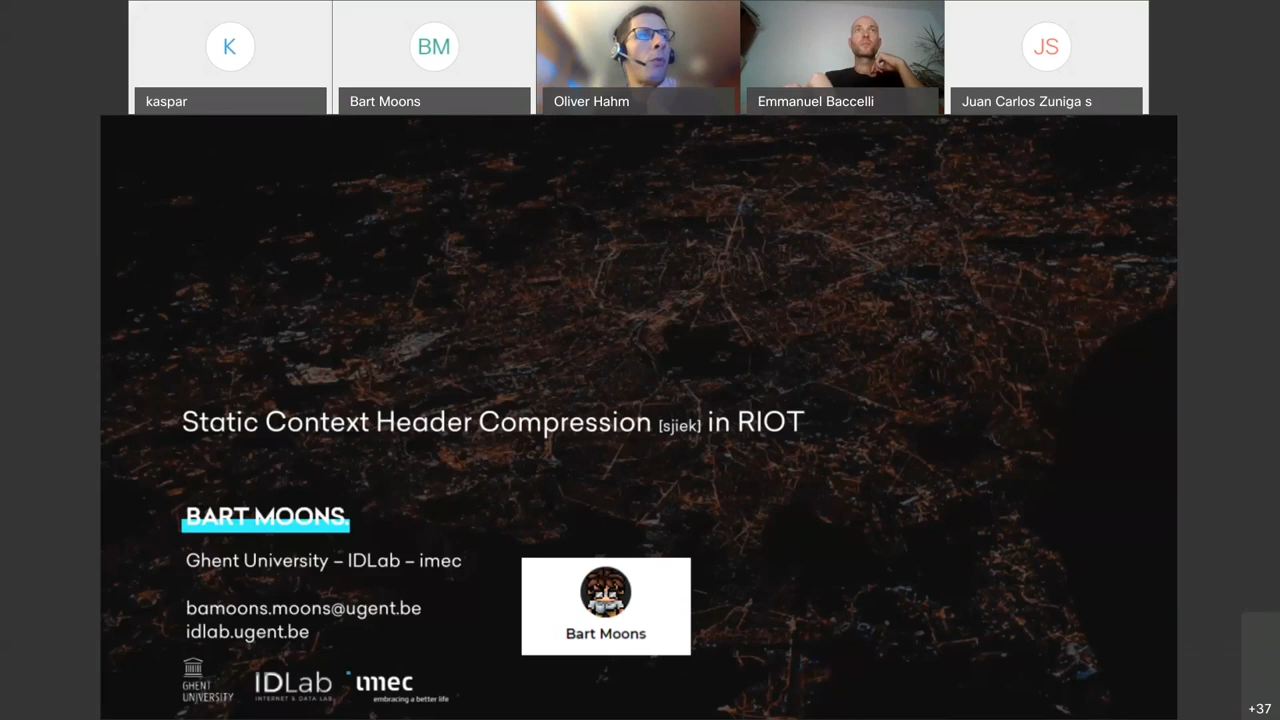 K
BM
JS
kaspar
Bart Moons
Oliver Hahm
Emmanuel Baccelli
Juan Carlos Zuniga s
Static Context Header Compression [sjiek] in RIOT
BART MOONS.
Ghent University – IDLab – imec
bamoons.moons@ugent.be
idlab.ugent.be
Bart Moons
GHENT
UNIVERSITY
IDLab
INTERNET & DATA LAB
imec
embracing a better life
+37